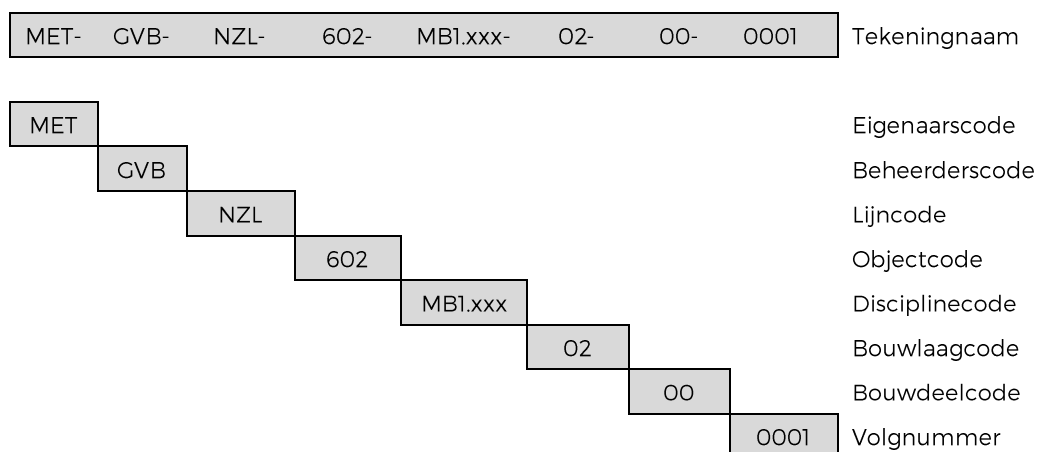 MET- GVB- NZL- 602- MB1.xxx- 02- 00- 0001 Tekeningnaam
MET Eigenaarscode
GVB Beheerderscode
NZL Lijncode
602 Objectcode
MB1.xxx Disciplinecode
02 Bouwlaagcode
00 Bouwdeelcode
0001 Volgnummer